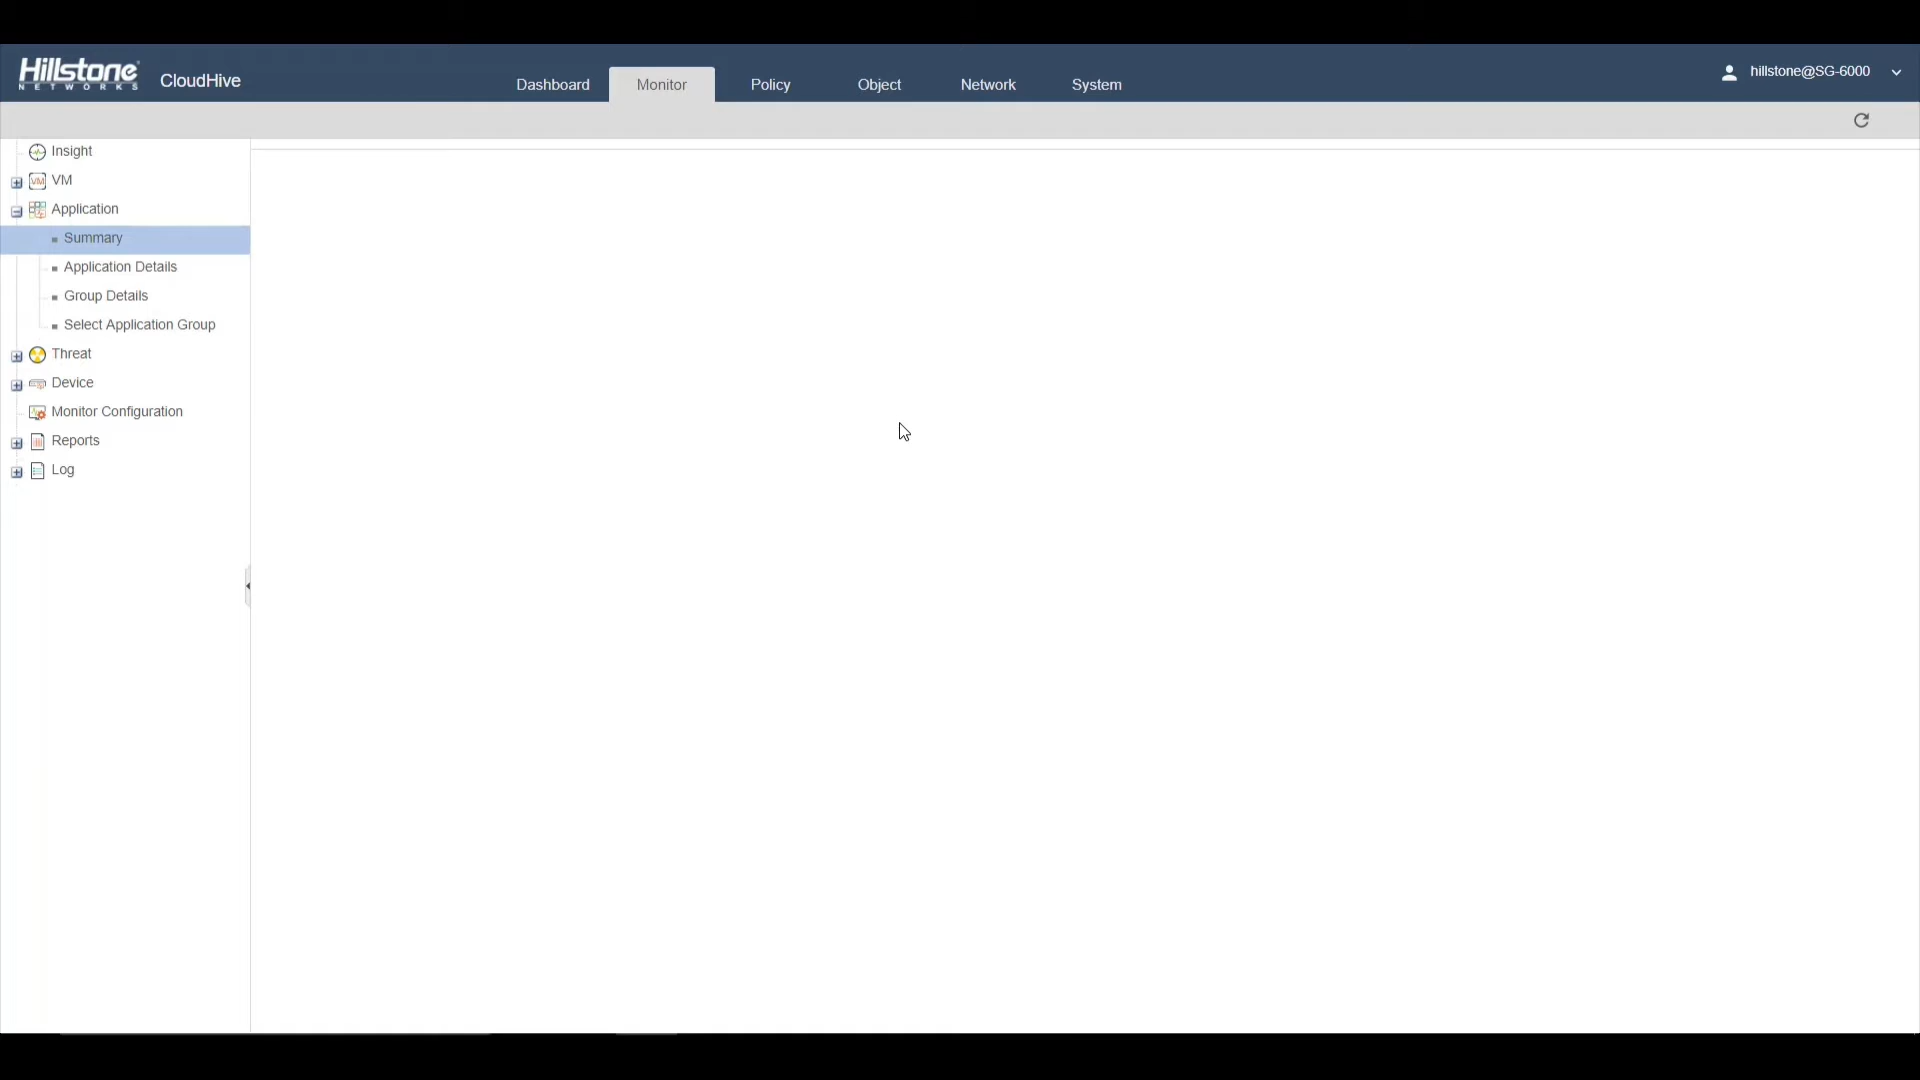 Hillstone
NETWORKS
CloudHive
Dashboard
Monitor
Policy
Object
Network
System
hillstone@SG-6000
Insight
VM
VM
Application
Summary
Application Details
Group Details
Select Application Group
Threat
Device
Monitor Configuration
Reports
Log